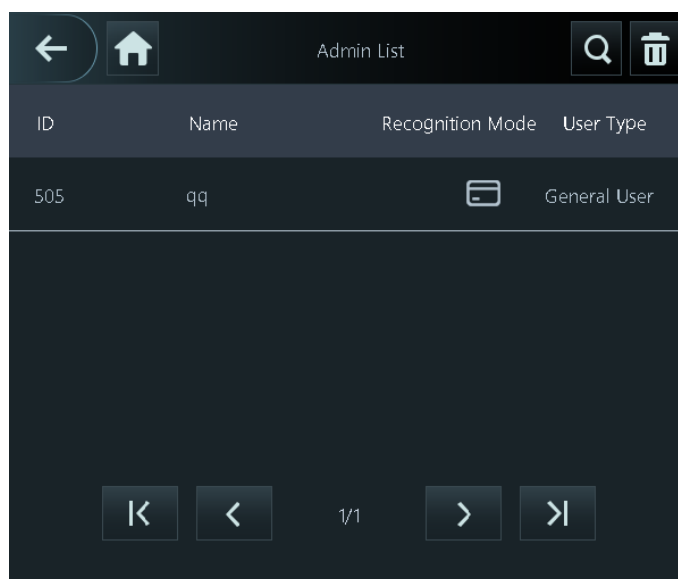 Admin List
ID Name Recognition Mode User Type
505 qq General User
1/1